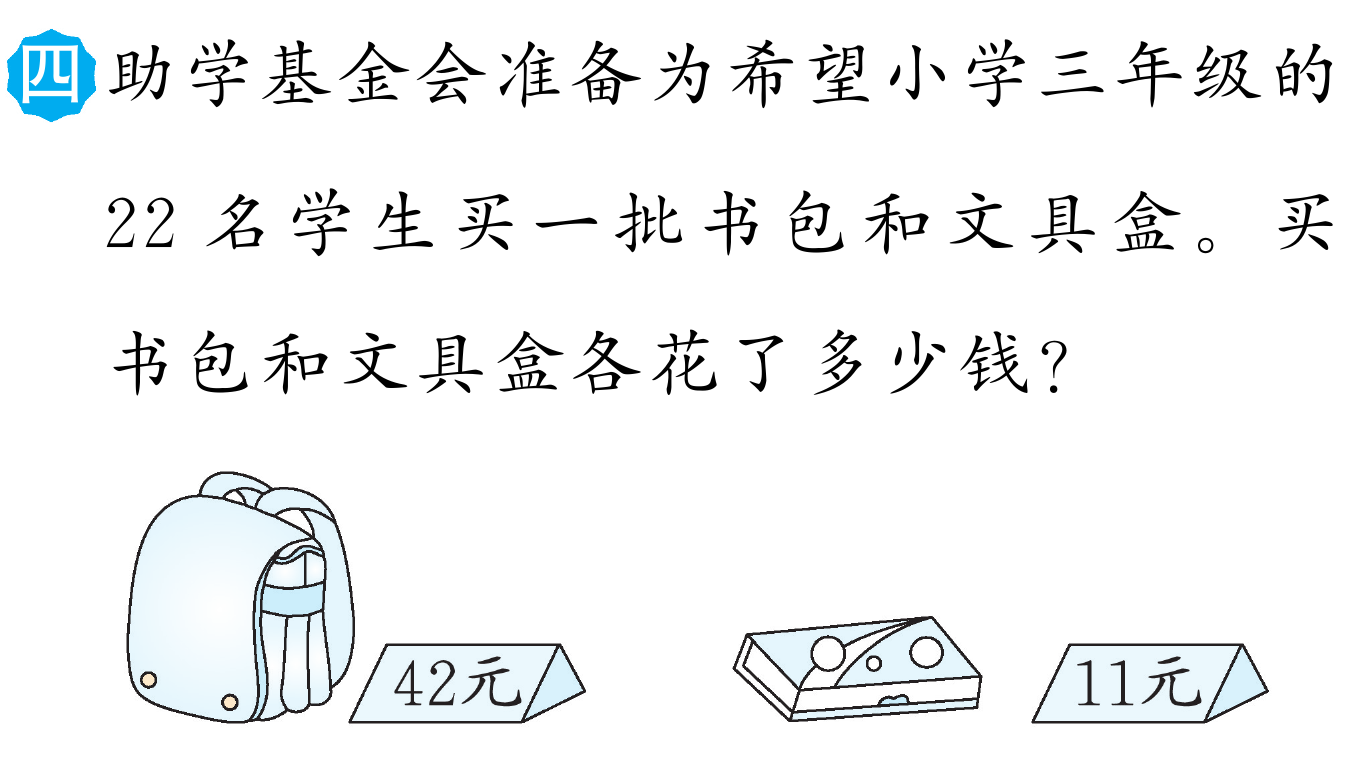 四 助学基金会准备为希望小学三年级的
22 名学生买一批书包和文具盒。买
书包和文具盒各花了多少钱?
42元
11元